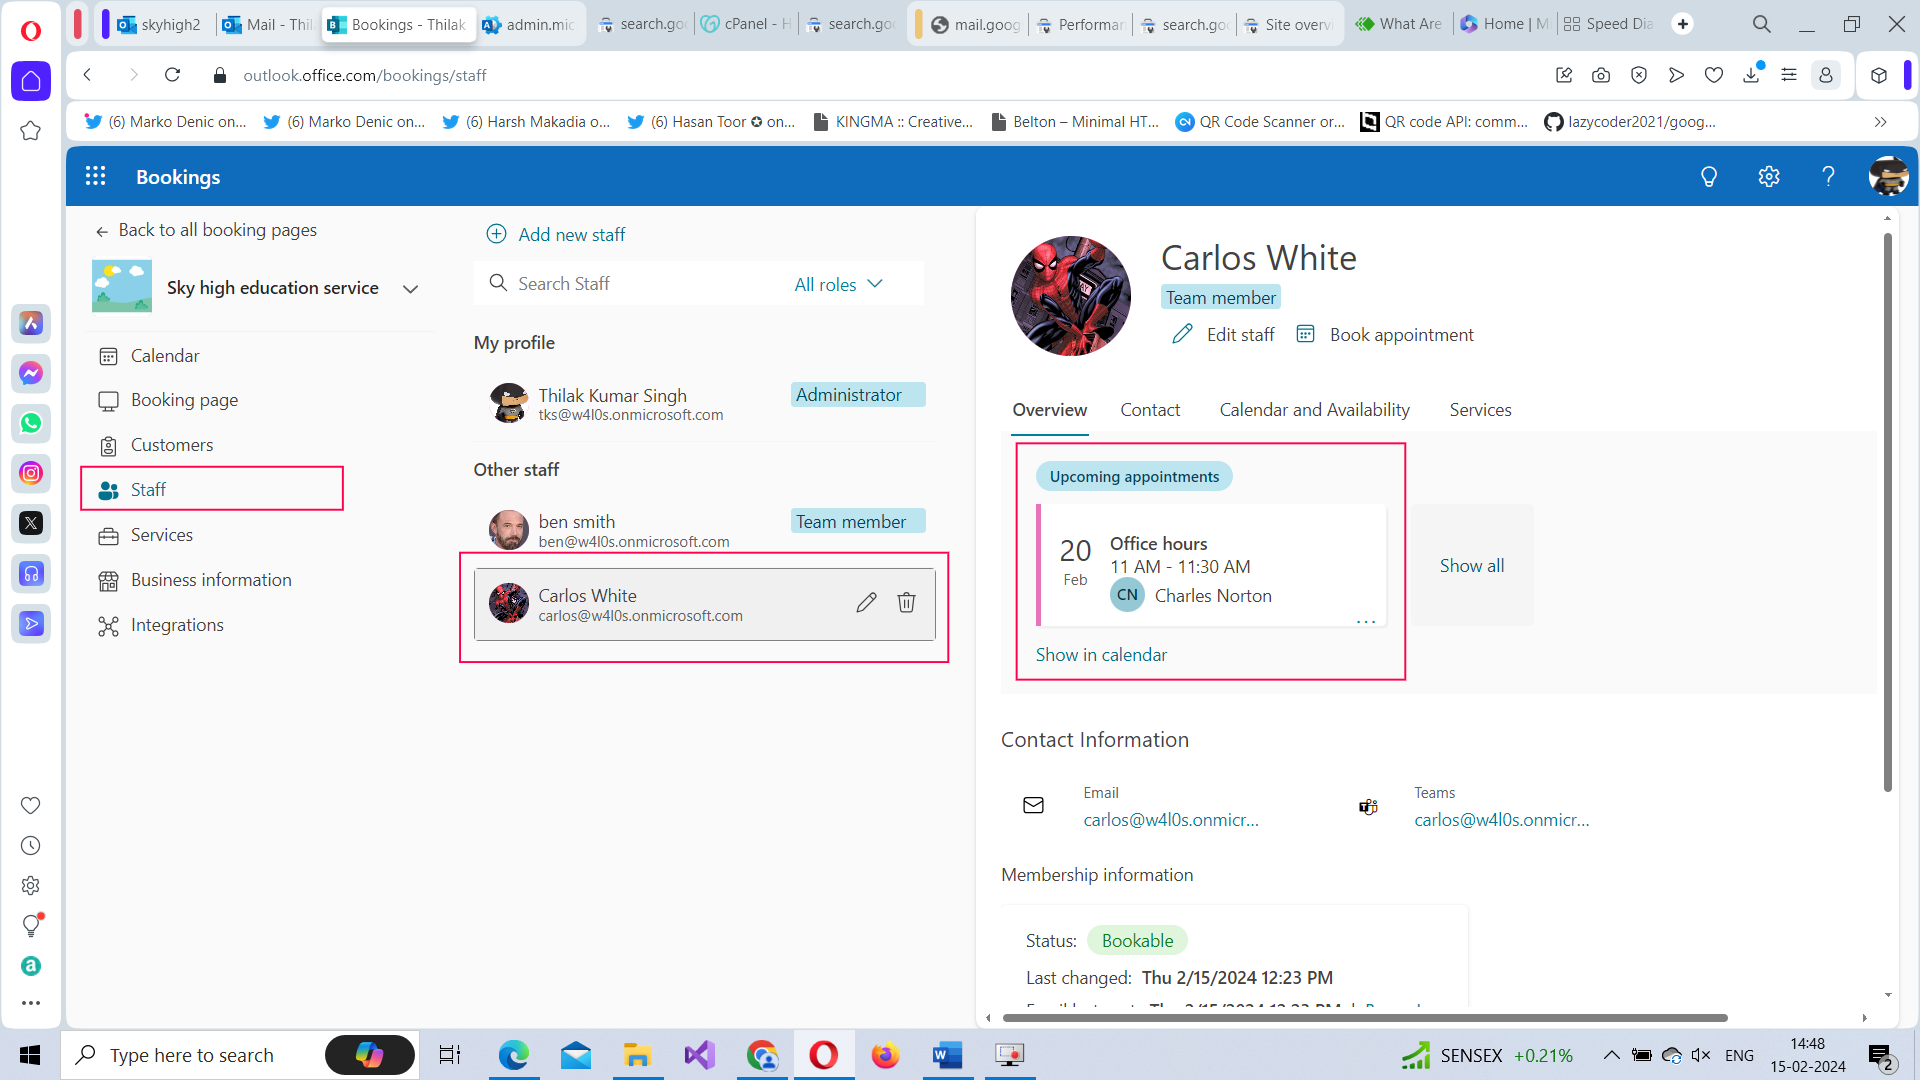 skyhigh2
Mail - Thil
Bookings - Thilak
admin.mic
search.goo
cPanel - H
search.goo
mail.goog
Performan
search.goo
Site overvi
What Are
Home | M
Speed Dia
outlook.office.com/bookings/staff
(6) Marko Denic on...
(6) Marko Denic on...
(6) Harsh Makadia o...
(6) Hasan Toor ✪ on...
KINGMA :: Creative...
Belton – Minimal HT...
QR Code Scanner or...
QR code API: comm...
lazycoder2021/goog...
Bookings
Back to all booking pages
Sky high education service
Calendar
Booking page
Customers
Staff
Services
Business information
Integrations
Add new staff
Search Staff
All roles
My profile
Thilak Kumar Singh
tks@w4l0s.onmicrosoft.com
Administrator
Other staff
ben smith
ben@w4l0s.onmicrosoft.com
Team member
Carlos White
carlos@w4l0s.onmicrosoft.com
Carlos White
Team member
Edit staff
Book appointment
Overview
Contact
Calendar and Availability
Services
Upcoming appointments
20
Feb
Office hours
11 AM - 11:30 AM
CN
Charles Norton
...
Show all
Show in calendar
Contact Information
Email
carlos@w4l0s.onmicr...
Teams
carlos@w4l0s.onmicr...
Membership information
Status: Bookable
Last changed: Thu 2/15/2024 12:23 PM
Type here to search
SENSEX +0.21%
ENG
14:48
15-02-2024
2